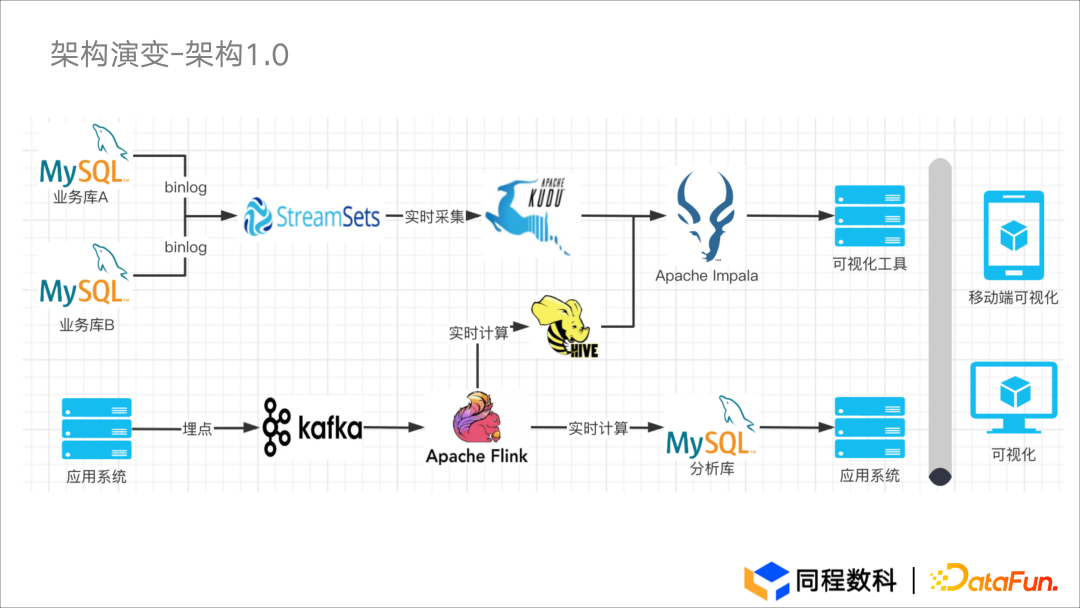 架构演变-架构1.0
MySQL
业务库A
binlog
StreamSets
实时采集
APACHE
KUDU
Apache Impala
可视化工具
移动端可视化
binlog
MySQL
业务库B
实时计算
HIVE
应用系统
埋点
kafka
Apache Flink
实时计算
MySQL
分析库
应用系统
可视化
同程数科
DataFun.